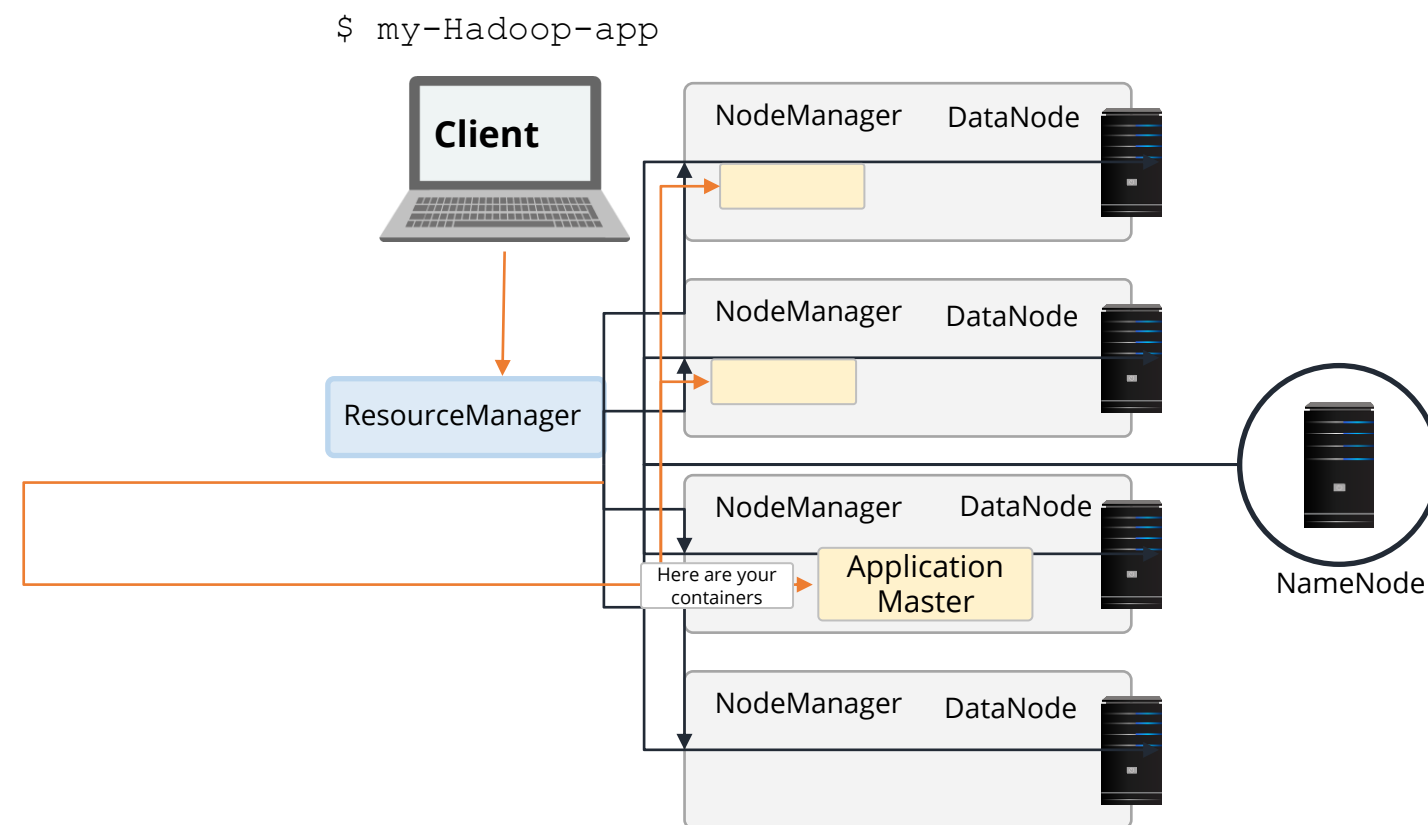 $ my-Hadoop-app
Client
NodeManager DataNode
NodeManager DataNode
ResourceManager
NodeManager DataNode
Here are your
containers
Application
Master
NameNode
NodeManager DataNode